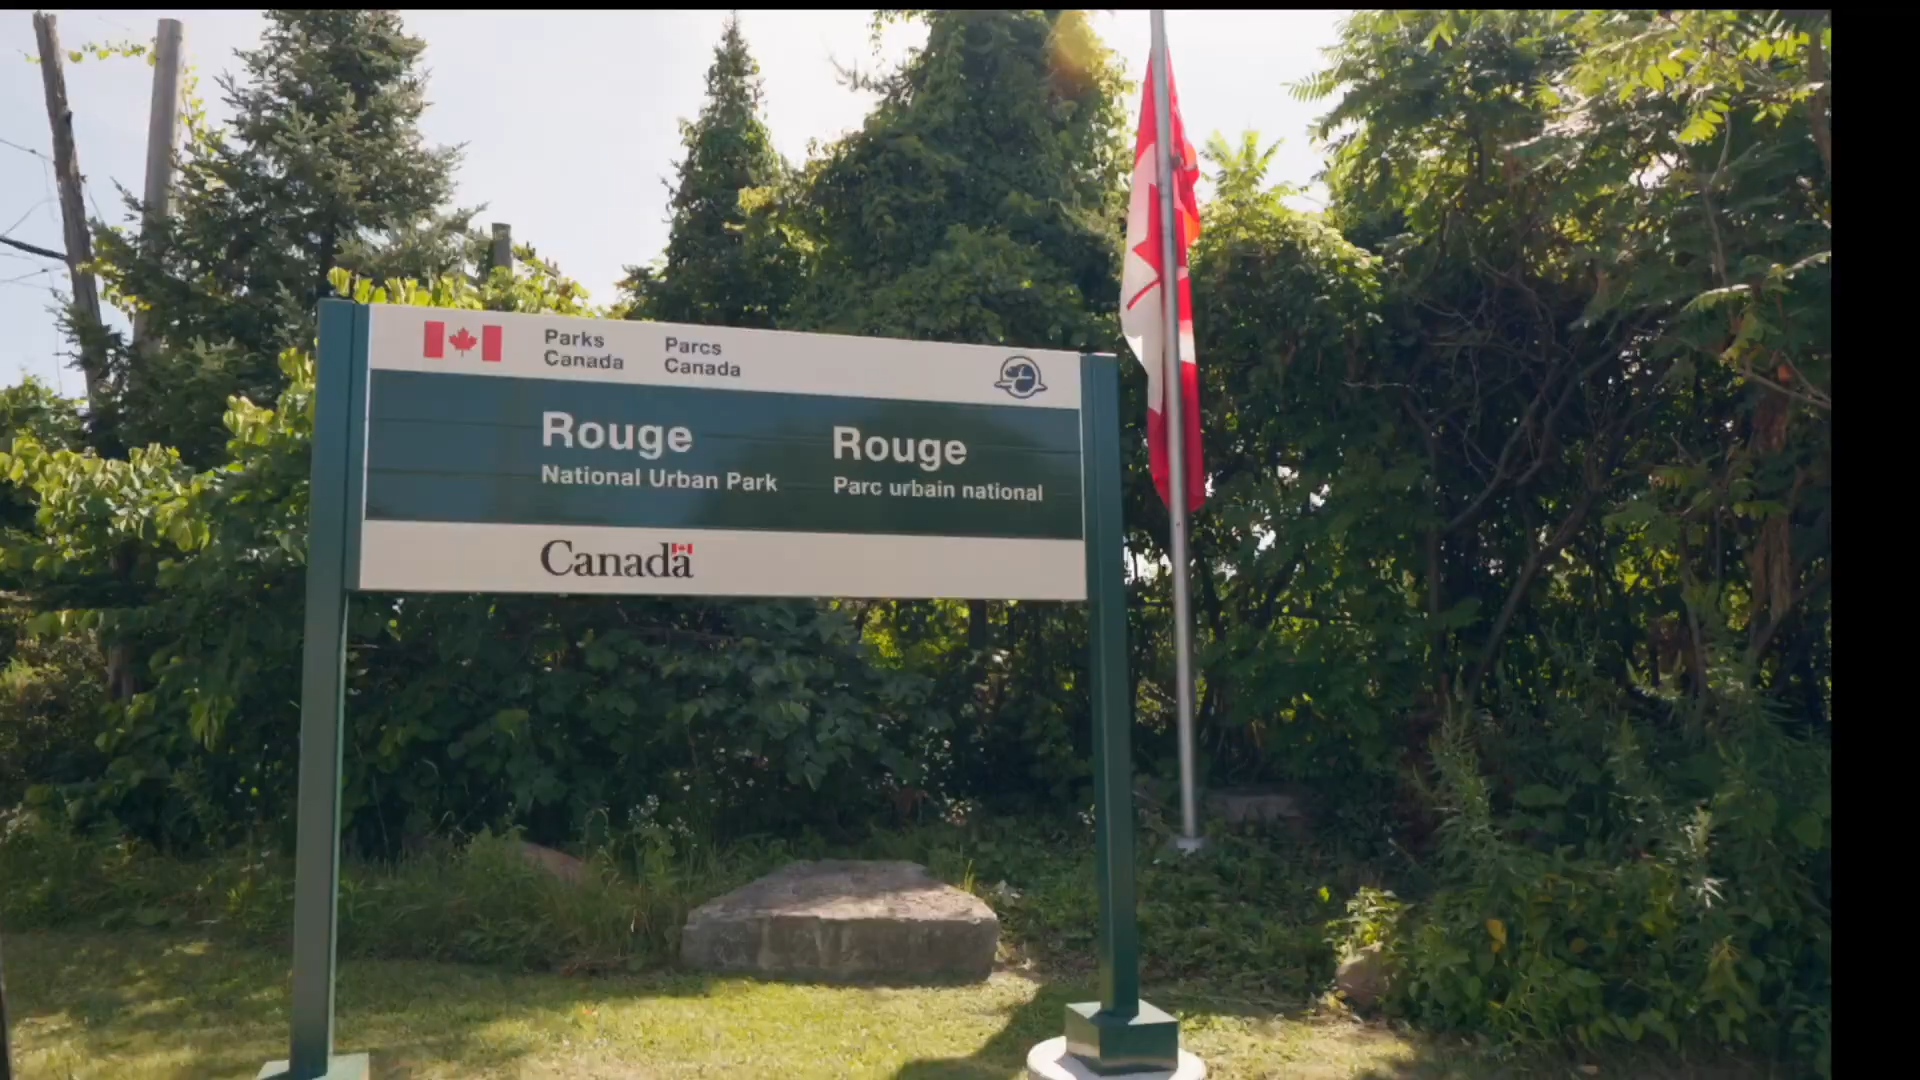 Parks
Canada
Parcs
Canada
Rouge
National Urban Park
Rouge
Parc urbain national
Canada